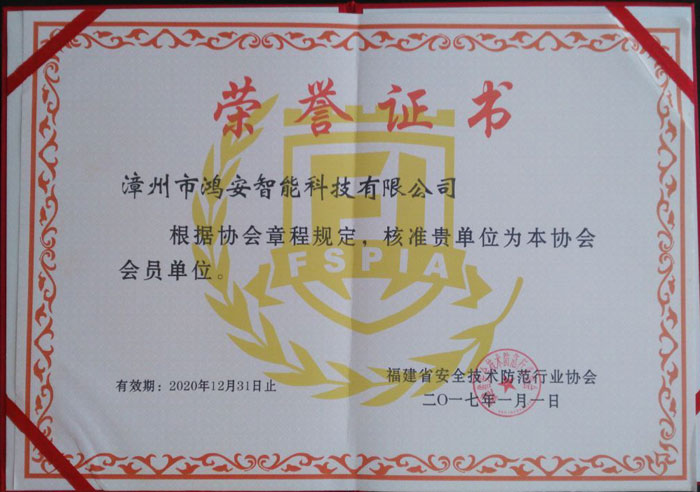 荣誉证书
漳州市鸿安智能科技有限公司
根据协会章程规定，核准贵单位为本协会
会员单位。
FSPIA
有效期：2020年12月31日止
福建省安全技术防范行业协会
二〇一七年一月一日